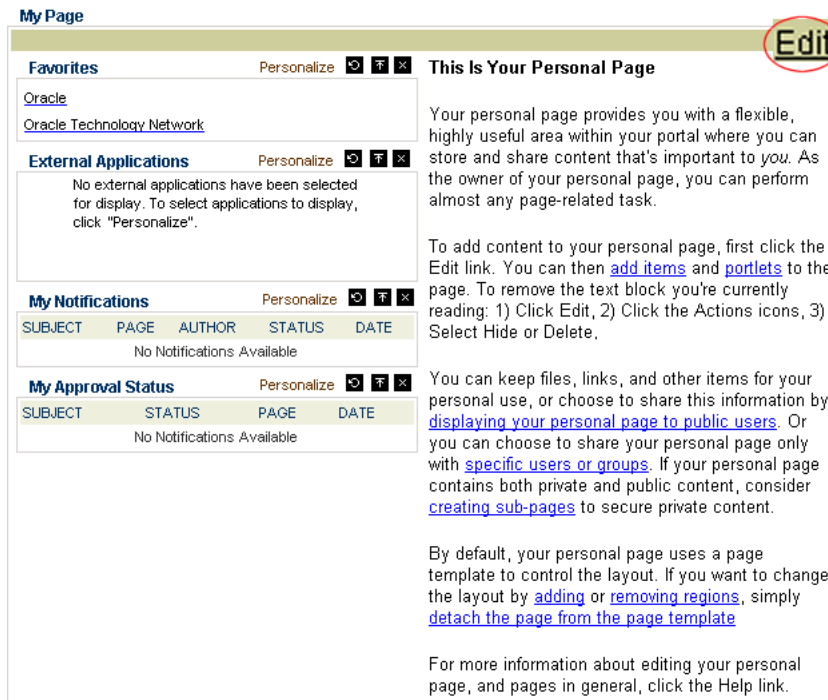 My Page
Edit
Favorites Personalize
Oracle
Oracle Technology Network
External Applications Personalize
No external applications have been selected
for display. To select applications to display,
click "Personalize".
My Notifications Personalize
SUBJECT PAGE AUTHOR STATUS DATE
No Notifications Available
My Approval Status Personalize
SUBJECT STATUS PAGE DATE
No Notifications Available
This Is Your Personal Page
Your personal page provides you with a flexible,
highly useful area within your portal where you can
store and share content that's important to you. As
the owner of your personal page, you can perform
almost any page-related task.
To add content to your personal page, first click the
Edit link. You can then add items and portlets to the
page. To remove the text block you're currently
reading: 1) Click Edit, 2) Click the Actions icons, 3)
Select Hide or Delete.
You can keep files, links, and other items for your
personal use, or choose to share this information by
displaying your personal page to public users. Or
you can choose to share your personal page only
with specific users or groups. If your personal page
contains both private and public content, consider
creating sub-pages to secure private content.
By default, your personal page uses a page
template to control the layout. If you want to change
the layout by adding or removing regions, simply
detach the page from the page template
For more information about editing your personal
page, and pages in general, click the Help link.